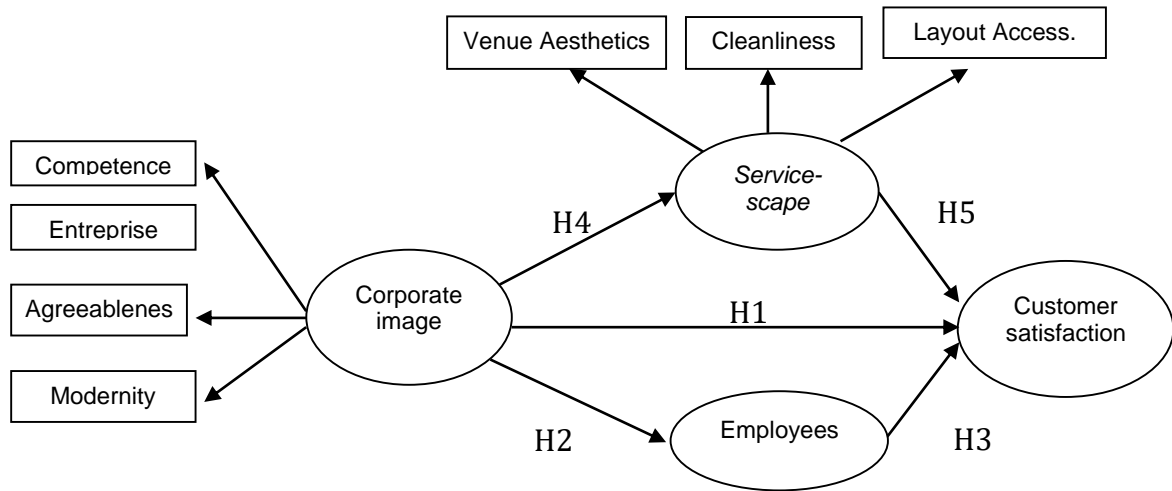 Venue Aesthetics
Cleanliness
Layout Access.
Competence
Entreprise
Agreeablenes
Modernity
Service-
scape
H4
H5
Corporate
image
H1
Customer
satisfaction
H2
Employees
H3